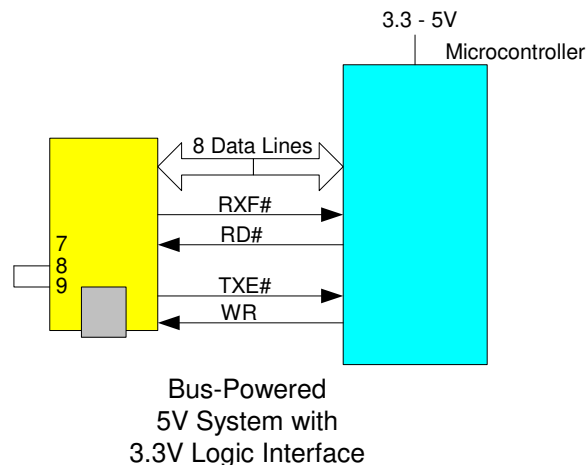 3.3 - 5V
Microcontroller
8 Data Lines
RXF#
7
RD#
8
9
TXE#
WR
Bus-Powered
5V System with
3.3V Logic Interface